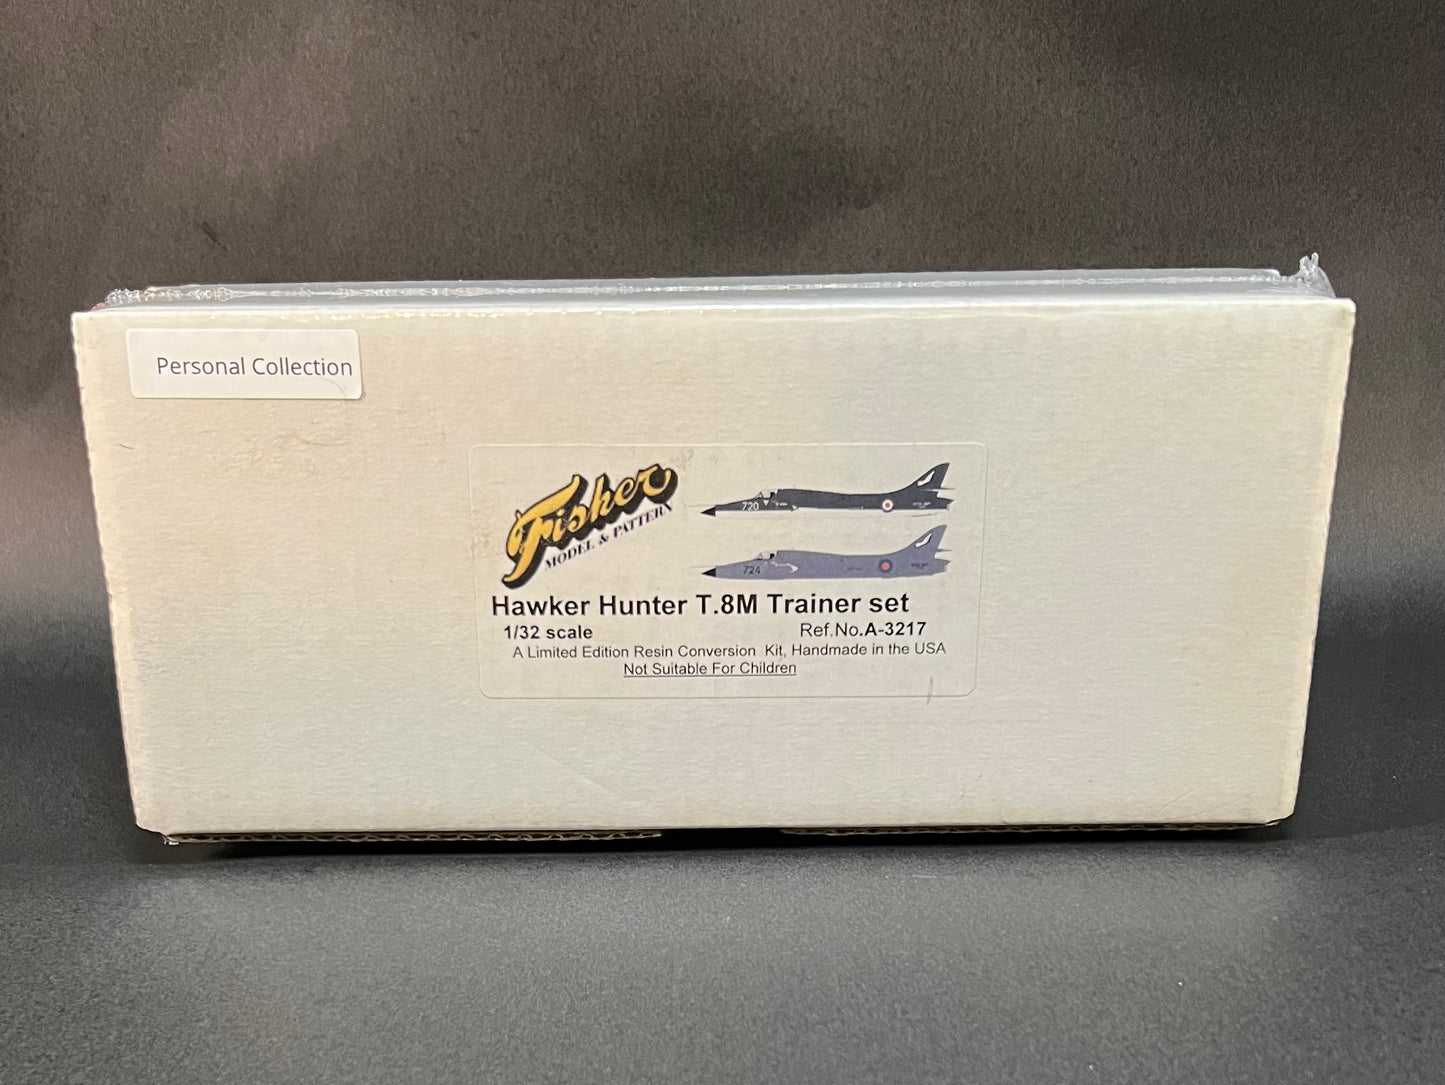 Personal Collection
Fisher
MODEL & PATTERN
720
724
Hawker Hunter T.8M Trainer set
1/32 scale Ref.No.A-3217
A Limited Edition Resin Conversion Kit, Handmade in the USA
Not Suitable For Children